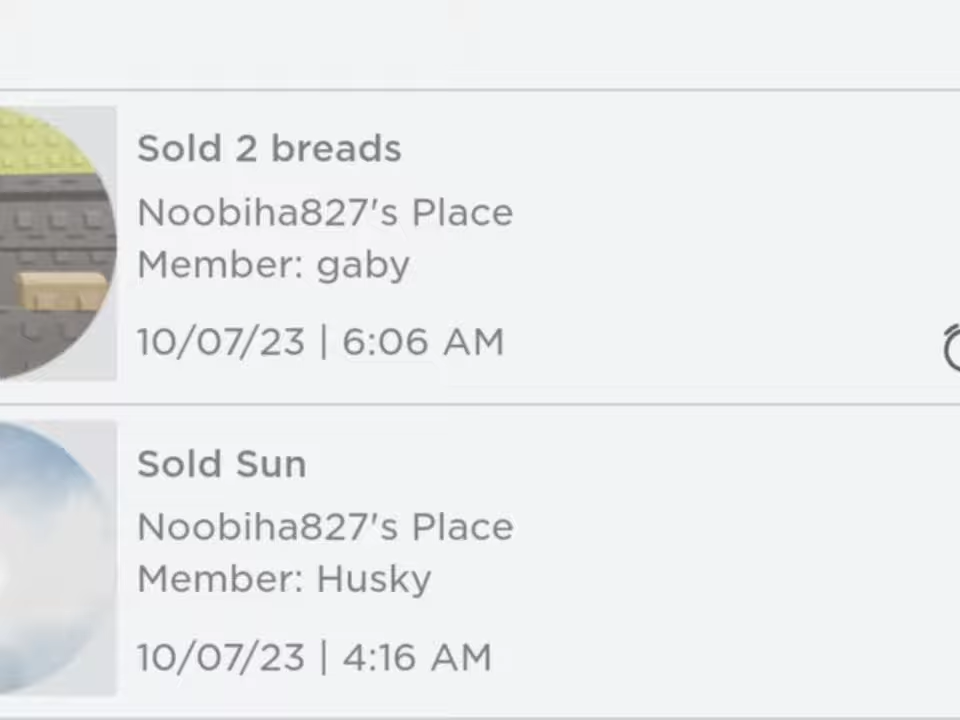 Sold 2 breads
Noobiha827's Place
Member: gaby
10/07/23 | 6:06 AM
Sold Sun
Noobiha827's Place
Member: Husky
10/07/23 | 4:16 AM